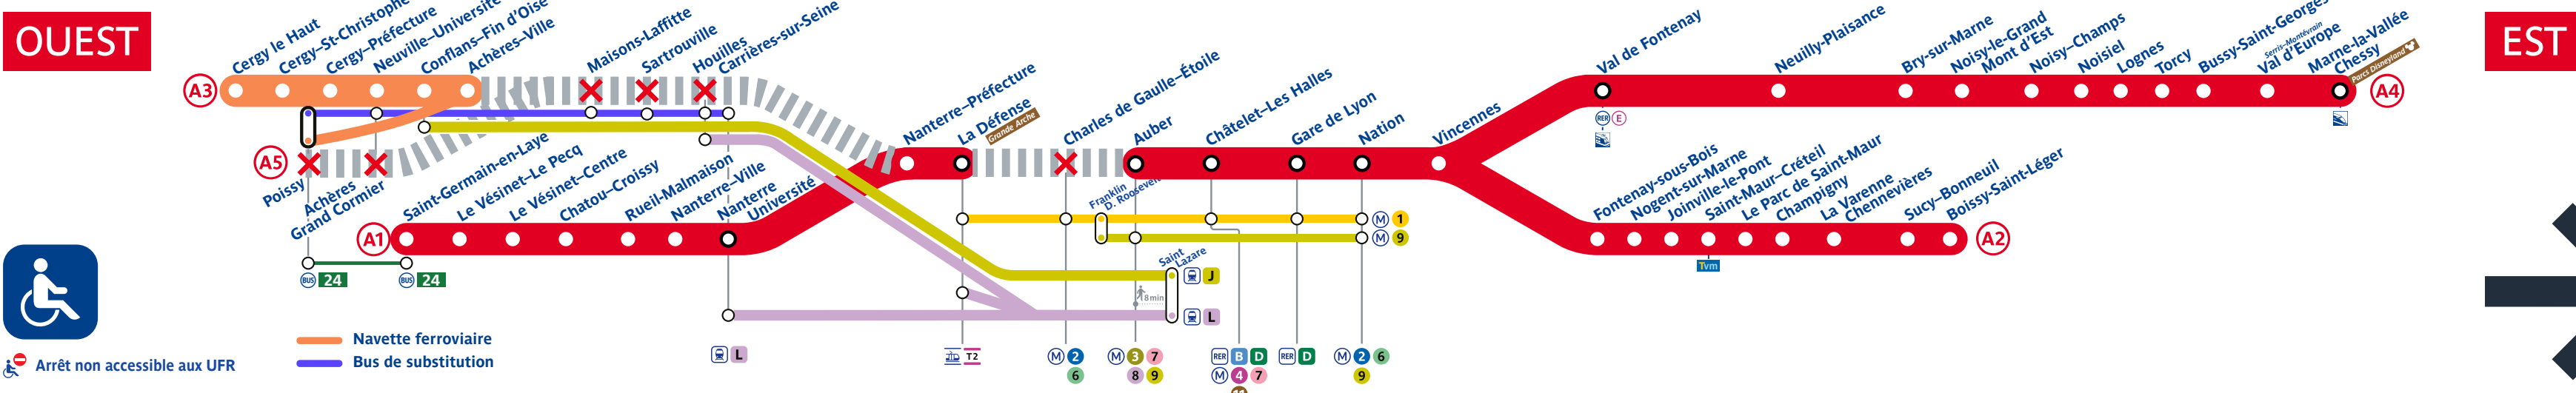 OUEST
EST
A3
Cergy le Haut
Cergy–St-Christophe
Cergy–Préfecture
Neuville–Université
Conflans–Fin d'Oise
Achères–Ville
Maisons-Laffitte
Sartrouville
Houilles
Carrières-sur-Seine
A5
Poissy
Achères
Grand Cormier
A1
Saint-Germain-en-Laye
Le Vésinet–Le Pecq
Le Vésinet–Centre
Chatou–Croissy
Rueil-Malmaison
Nanterre–Ville
Nanterre
Université
Nanterre–Préfecture
La Défense
Grande Arche
Charles de Gaulle–Étoile
Auber
Châtelet–Les Halles
Gare de Lyon
Nation
Vincennes
Val de Fontenay
RER E
Neuilly-Plaisance
Bry-sur-Marne
Noisy-le-Grand
Mont d'Est
Noisy–Champs
Noisiel
Lognes
Torcy
Bussy-Saint-Georges
Serris–Montévrain
Val d'Europe
Marne-la-Vallée
Chessy
Parcs Disneyland
A4
Fontenay-sous-Bois
Nogent-sur-Marne
Joinville-le-Pont
Saint-Maur–Créteil
Le Parc de Saint-Maur
Champigny
La Varenne
Chennevières
Sucy–Bonneuil
Boissy-Saint-Léger
A2
Tvm
Franklin
D. Roosevelt
M 1
M 9
Saint
Lazare
J
L
8min
BUS 24
BUS 24
L
T2
M 2
6
M 3 7
8 9
RER B D
M 4 7
RER D
M 2 6
9
Navette ferroviaire
Bus de substitution
Arrêt non accessible aux UFR